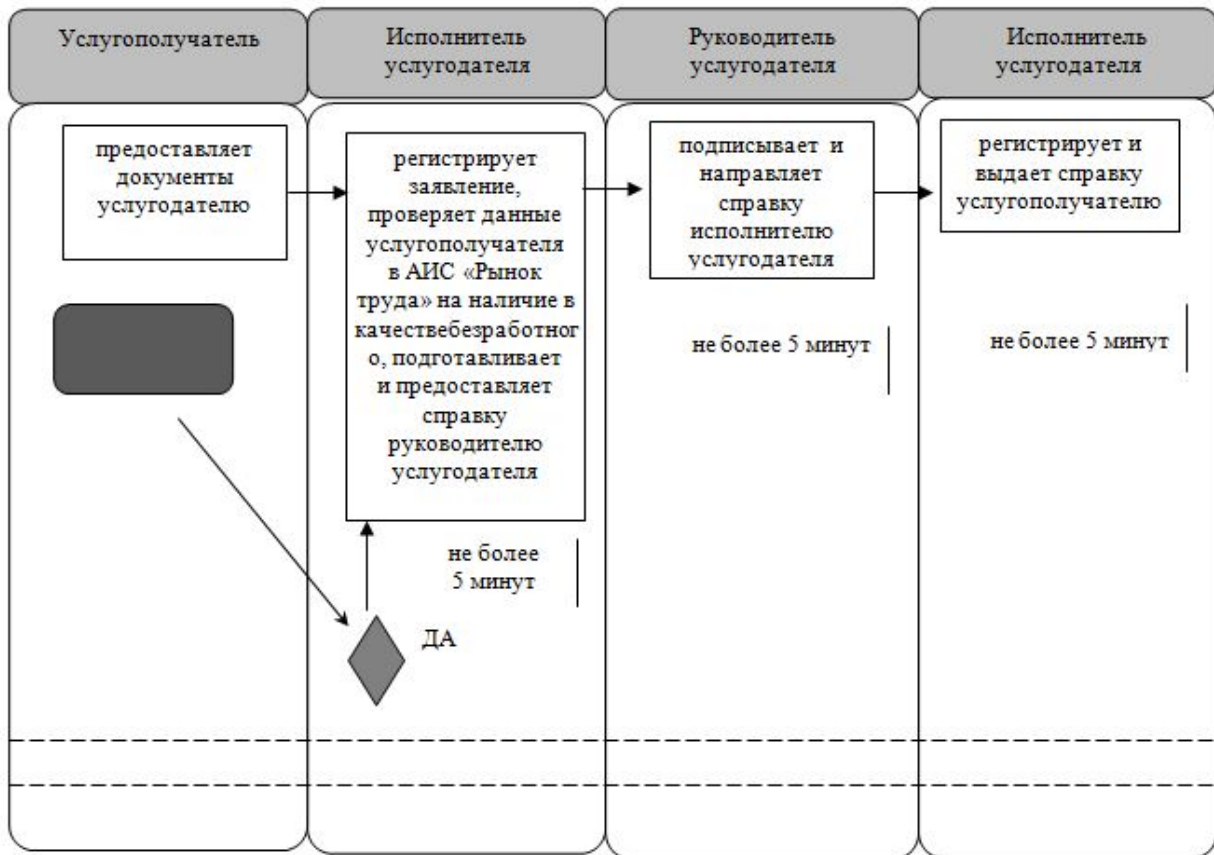 Услугополучатель
Исполнитель
услугодателя
Руководитель
услугодателя
Исполнитель
услугодателя
предоставляет
документы
услугодателю
регистрирует
заявление,
проверяет данные
услугополучателя
в АИС «Рынок
труда» на наличие в
качествебезработног
о, подготавливает
и предоставляет
справку
руководителю
услугодателя
подписывает и
направляет
справку
исполнителю
услугодателя
регистрирует и
выдает справку
услугополучателю
не более 5 минут
не более 5 минут
не более
5 минут
ДА